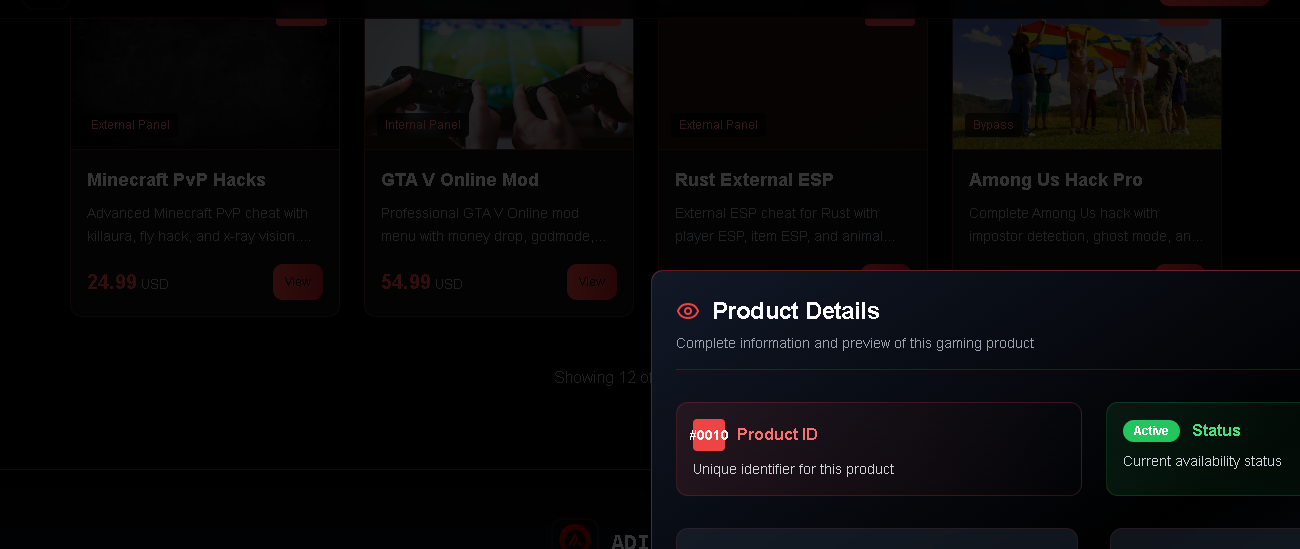 External Panel
Internal Panel
External Panel
Bypass
Minecraft PvP Hacks
Advanced Minecraft PvP cheat with
killaura, fly hack, and x-ray vision....
24.99 USD
View
GTA V Online Mod
Professional GTA V Online mod
menu with money drop, godmode,...
54.99 USD
View
Rust External ESP
External ESP cheat for Rust with
player ESP, item ESP, and animal...
Among Us Hack Pro
Complete Among Us hack with
impostor detection, ghost mode, an...
Showing 12 of
Product Details
Complete information and preview of this gaming product
#0010 Product ID
Unique identifier for this product
Active Status
Current availability status
ADI